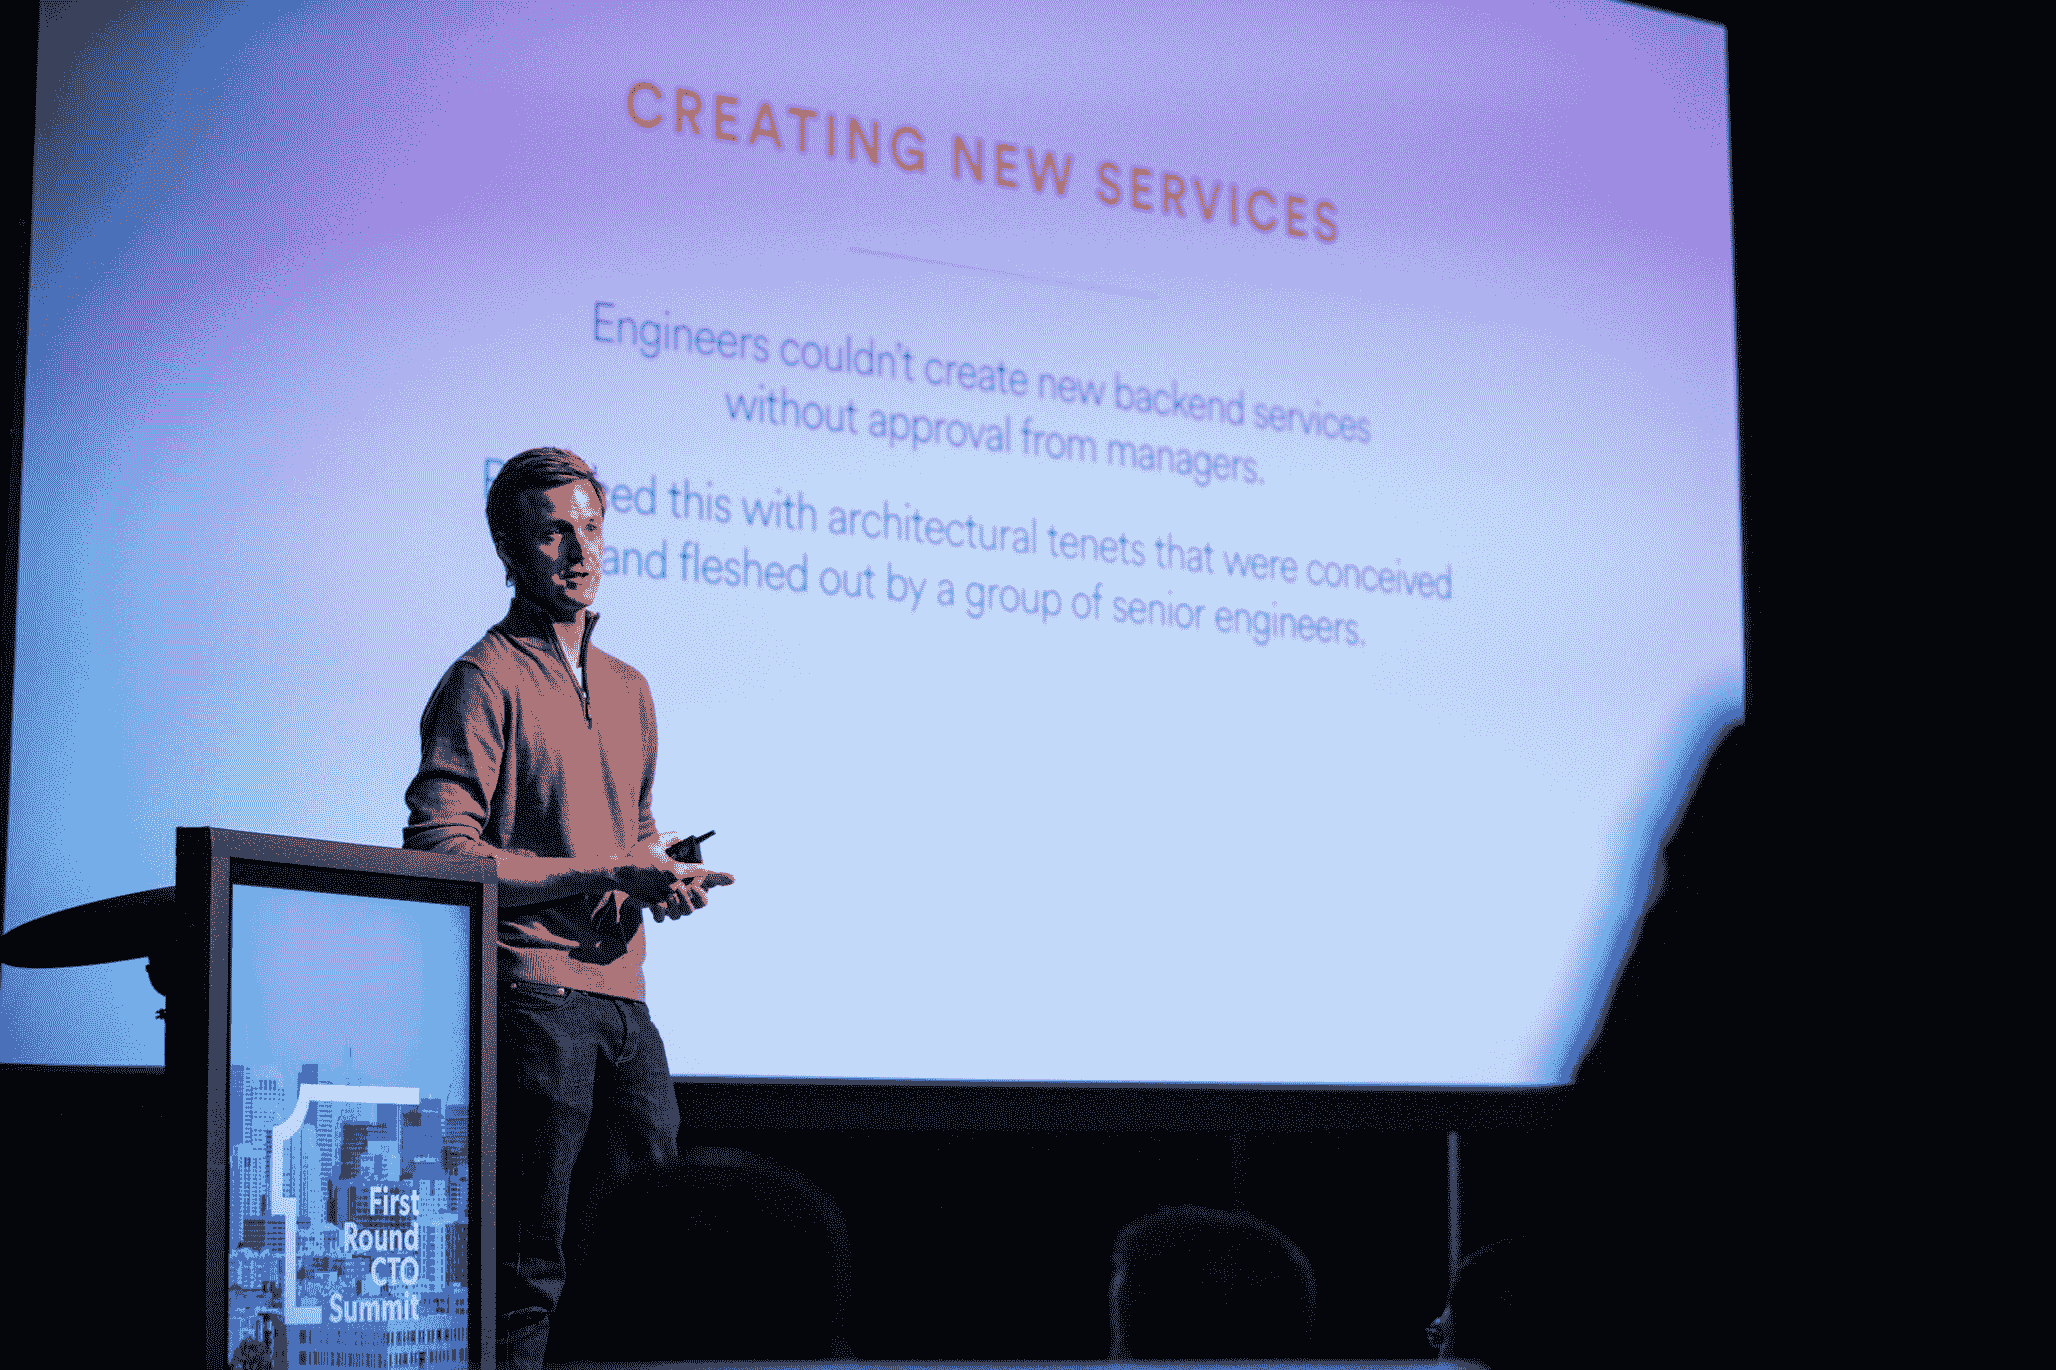 CREATING NEW SERVICES
Engineers couldn't create new backend services
without approval from managers.
this with architectural tenets that were conceived
and fleshed out by a group of senior engineers.
First
Round
CTO
Summit